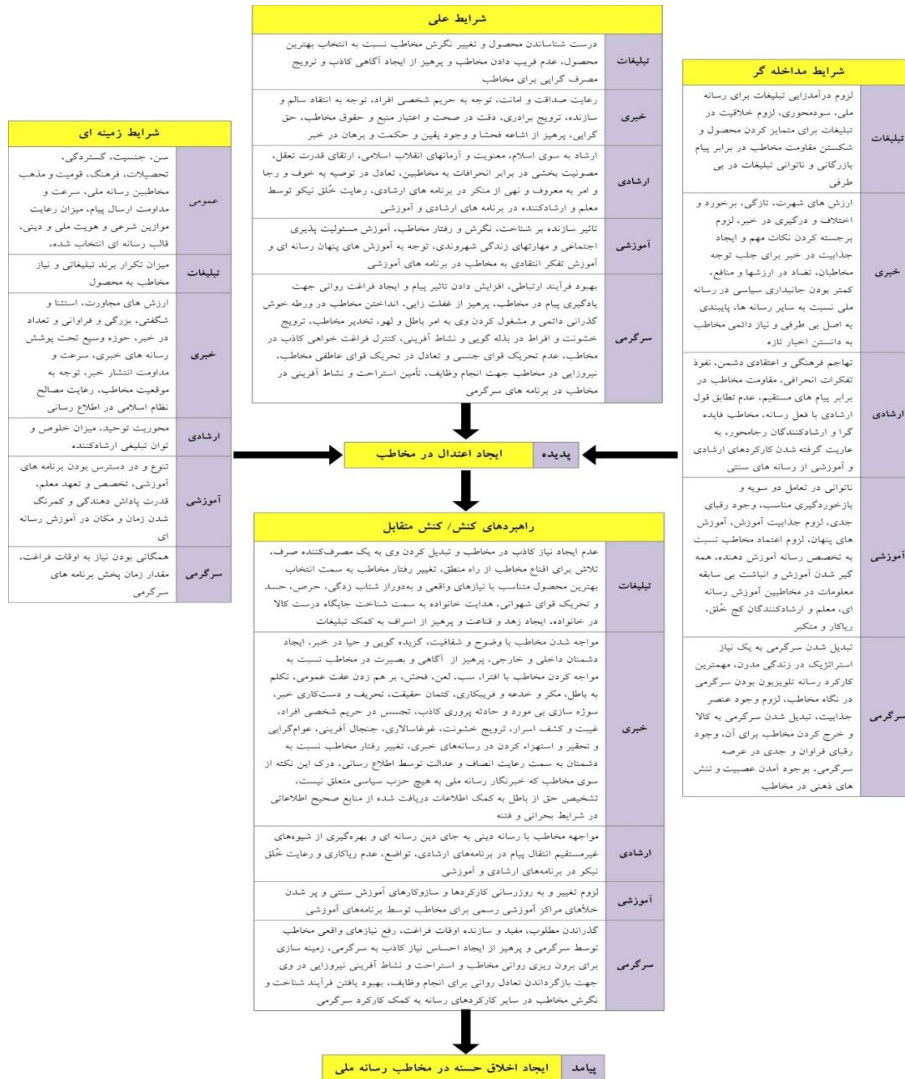 شرایط علی
تبلیغات
درست شناساندن محصول و تغییر نگرش مخاطب نسبت به انتخاب بهترین
محصول، عدم فریب دادن مخاطب و پرهیز از ایجاد آگاهی کاذب و ترویج
مصرف گرایی برای مخاطب
خبری
رعایت صداقت و امانت، توجه به حریم شخصی افراد، توجه به انتقاد سالم و
سازنده، ترویج برادری، دقت در صحت و اعتبار منبع و حقوق مخاطب، حق
گرایی، پرهیز از اشاعه فحشا و وجود یقین و حکمت و برهان در خبر
ارشادی
ارشاد به سوی اسلام، معنویت و آرمانهای انقلاب اسلامی، ارتقای قدرت تعقل،
مصونیت بخشی در برابر انحرافات به مخاطبین، تعادل در توصیه به خوف و رجا
و امر به معروف و نهی از منکر در برنامه های ارشادی، رعایت خُلق نیکو توسط
معلم و ارشادکننده در برنامه های ارشادی و آموزشی
آموزشی
تاثیر سازنده بر شناخت، نگرش و رفتار مخاطب، آموزش مسئولیت پذیری
اجتماعی و مهارتهای زندگی شهروندی، توجه به آموزش های پنهان رسانه ای و
آموزش تفکر انتقادی به مخاطب در برنامه های آموزشی
سرگرمی
بهبود فرآیند ارتباطی، افزایش دادن تاثیر پیام و ایجاد فراغت روانی جهت
یادگیری پیام در مخاطب، پرهیز از غفلت زایی، انداختن مخاطب در ورطه خوش
گذرانی دائمی و مشغول کردن وی به امر باطل و لهو، تخدیر مخاطب، ترویج
خشونت و افراط در بذله گویی و نشاط آفرینی، کنترل فراغت خواهی کاذب در
مخاطب، عدم تحریک قوای جنسی و تعادل در تحریک قوای عاطفی مخاطب،
نیروزایی در مخاطب جهت انجام وظایف، تأمین استراحت و نشاط آفرینی در
مخاطب در برنامه های سرگرمی
شرایط مداخله گر
تبلیغات
لزوم درآمدزایی تبلیغات برای رسانه
ملی، سودمحوری، لزوم خلاقیت در
تبلیغات برای متمایز کردن محصول و
شکستن مقاومت مخاطب در برابر پیام
بازرگانی و ناتوانی تبلیغات در بی
طرفی
خبری
ارزش های شهرت، تازگی، برخورد و
اختلاف و درگیری در خبر، لزوم
برجسته کردن نکات مهم و ایجاد
جذابیت در خبر برای جلب توجه
مخاطبان، تضاد در ارزشها و منافع،
کمتر بودن جانبداری سیاسی در رسانه
ملی نسبت به سایر رسانه ها، پایبندی
به اصل بی طرفی و نیاز دائمی مخاطب
به دانستن اخبار تازه
ارشادی
تهاجم فرهنگی و اعتقادی دشمن، نفوذ
تفکرات انحرافی، مقاومت مخاطب در
برابر پیام های مستقیم، عدم تطابق قول
ارشادی با فعل رسانه، مخاطب فایده
گرا و ارشادکنندگان رجامحور، به
عاریت گرفته شدن کارکردهای ارشادی
و آموزشی از رسانه های سنتی
آموزشی
ناتوانی در تعامل دو سویه و
بازخوردگیری مناسب، وجود رقبای
جدی، لزوم جذابیت آموزش، آموزش
های پنهان، لزوم اعتماد مخاطب نسبت
به تخصص رسانه آموزش دهنده، همه
گیر شدن آموزش و انباشت بی سابقه
معلومات در مخاطبین آموزش رسانه
ای، معلم و ارشادکنندگان کج خُلق،
ریاکار و متکبر
سرگرمی
تبدیل شدن سرگرمی به یک نیاز
استراتژیک در زندگی مدرن، مهمترین
کارکرد رسانه تلویزیون بودن سرگرمی
در نگاه مخاطب، لزوم وجود عنصر
جذابیت، تبدیل شدن سرگرمی به کالا
و خرج کردن مخاطب برای آن، وجود
رقبای فراوان و جدی در عرصه
سرگرمی، بوجود آمدن عصبیت و تنش
های ذهنی در مخاطب
شرایط زمینه ای
عمومی
سن، جنسیت، گستردگی،
تحصیلات، فرهنگ، قومیت و مذهب
مخاطبین رسانه ملی، سرعت و
مداومت ارسال پیام، میزان رعایت
موازین شرعی و هویت ملی و دینی،
قالب رسانه ای انتخاب شده،
تبلیغات
میزان تکرار برند تبلیغاتی و نیاز
مخاطب به محصول
خبری
ارزش های مجاورت، استثنا و
شگفتی، بزرگی و فراوانی و تعداد
در خبر، حوزه وسیع تحت پوشش
رسانه های خبری، سرعت و
مداومت انتشار خبر، توجه به
موقعیت مخاطب، رعایت مصالح
نظام اسلامی در اطلاع رسانی
ارشادی
محوریت توحید، میزان خلوص و
توان تبلیغی ارشادکننده
آموزشی
تنوع و در دسترس بودن برنامه های
آموزشی، تخصص و تعهد معلم،
قدرت پاداش دهندگی و کمرنگ
شدن زمان و مکان در آموزش رسانه
ای
سرگرمی
همگانی بودن نیاز به اوقات فراغت،
مقدار زمان پخش برنامه های
سرگرمی
پدیده
ایجاد اعتدال در مخاطب
راهبردهای کنش/ کنش متقابل
تبلیغات
عدم ایجاد نیاز کاذب در مخاطب و تبدیل کردن وی به یک مصرف‌کننده صرف،
تلاش برای اقناع مخاطب از راه منطق، تغییر رفتار مخاطب به سمت انتخاب
بهترین محصول متناسب با نیازهای واقعی و به‌دوراز شتاب زدگی، حرص، حسد
و تحریک قوای شهوانی، هدایت خانواده به سمت شناخت جایگاه درست کالا
در خانواده، ایجاد زهد و قناعت و پرهیز از اسراف به کمک تبلیغات
خبری
مواجه شدن مخاطب با وضوح و شفافیت، گزیده گویی و حیا در خبر، ایجاد
دشمنان داخلی و خارجی، پرهیز از آگاهی و بصیرت در مخاطب نسبت به
مواجه کردن مخاطب با افترا، سب، لعن، فحش، بر هم زدن عفت عمومی، تکلم
به باطل، مکر و خدعه و فریبکاری، کتمان حقیقت، تحریف و دست‌کاری خبر،
سوژه سازی بی مورد و حادثه پروری کاذب، تجسس در حریم شخصی افراد،
غیبت و کشف اسرار، ترویج خشونت، غوغاسالاری، جنجال آفرینی، عوام‌گرایی
و تحقیر و استهزاء کردن در رسانه‌های خبری، تغییر رفتار مخاطب نسبت به
دشمنان به سمت رعایت انصاف و عدالت توسط اطلاع رسانی، درک این نکته از
سوی مخاطب که خبرنگار رسانه ملی به هیچ حزب سیاسی متعلق نیست،
تشخیص حق از باطل به کمک اطلاعات دریافت شده از منابع صحیح اطلاعاتی
در شرایط بحرانی و فتنه
ارشادی
مواجهه مخاطب با رسانه دینی به جای دین رسانه ای و بهره‌گیری از شیوه‌های
غیرمستقیم انتقال پیام در برنامه‌های ارشادی، تواضع، عدم ریاکاری و رعایت خُلق
نیکو در برنامه‌های ارشادی و آموزشی
آموزشی
لزوم تغییر و به روزرسانی کارکردها و سازوکارهای آموزش سنتی و پر شدن
خلأهای مراکز آموزشی رسمی برای مخاطب توسط برنامه‌های آموزشی
سرگرمی
گذراندن مطلوب، مفید و سازنده اوقات فراغت، رفع نیازهای واقعی مخاطب
توسط سرگرمی و پرهیز از ایجاد احساس نیاز کاذب به سرگرمی، زمینه سازی
برای برون ریزی روانی مخاطب و استراحت و نشاط آفرینی نیروزایی در وی
جهت بازگرداندن تعادل روانی برای انجام وظایف، بهبود یافتن فرآیند شناخت و
نگرش مخاطب در سایر کارکردهای رسانه به کمک کارکرد سرگرمی
پیامد
ایجاد اخلاق حسنه در مخاطب رسانه ملی